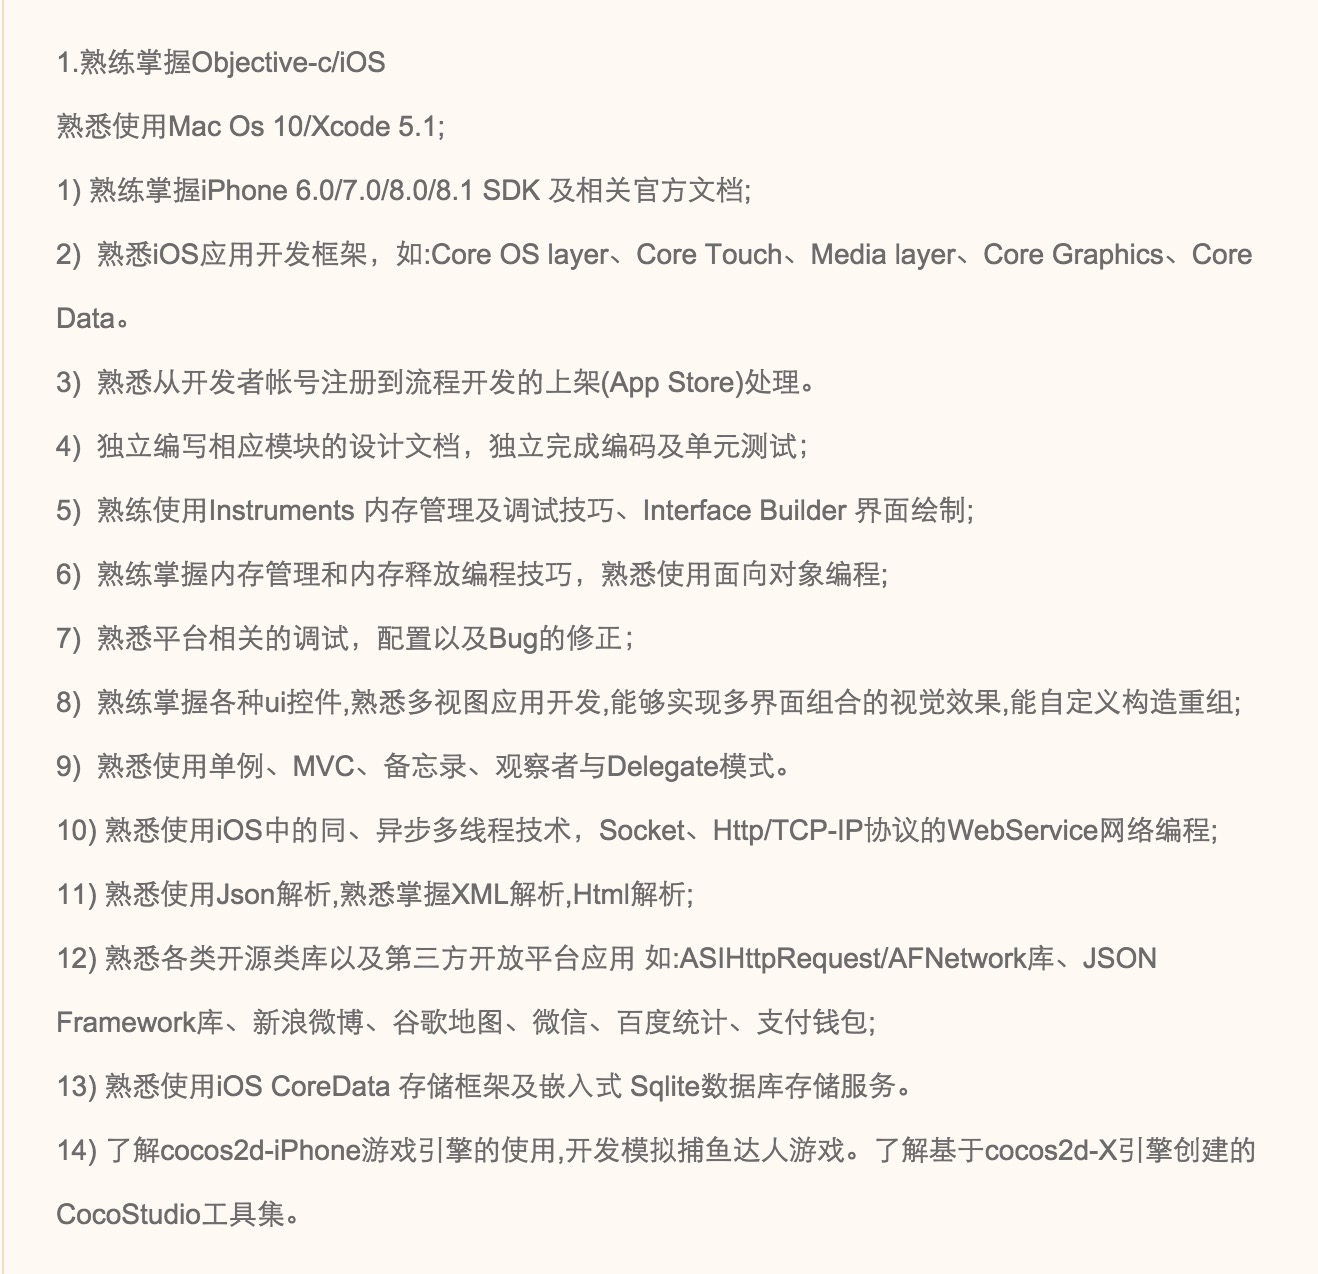 1.熟练掌握Objective-c/iOS
熟悉使用Mac Os 10/Xcode 5.1;
1) 熟练掌握iPhone 6.0/7.0/8.0/8.1 SDK 及相关官方文档;
2)  熟悉iOS应用开发框架，如:Core OS layer、Core Touch、Media layer、Core Graphics、Core
Data。
3)  熟悉从开发者帐号注册到流程开发的上架(App Store)处理。
4)  独立编写相应模块的设计文档，独立完成编码及单元测试；
5)  熟练使用Instruments 内存管理及调试技巧、Interface Builder 界面绘制;
6)  熟练掌握内存管理和内存释放编程技巧，熟悉使用面向对象编程;
7)  熟悉平台相关的调试，配置以及Bug的修正；
8)  熟练掌握各种ui控件,熟悉多视图应用开发,能够实现多界面组合的视觉效果,能自定义构造重组;
9)  熟悉使用单例、MVC、备忘录、观察者与Delegate模式。
10) 熟悉使用iOS中的同、异步多线程技术，Socket、Http/TCP-IP协议的WebService网络编程;
11) 熟悉使用Json解析,熟悉掌握XML解析,Html解析;
12) 熟悉各类开源类库以及第三方开放平台应用 如:ASIHttpRequest/AFNetwork库、JSON
Framework库、新浪微博、谷歌地图、微信、百度统计、支付钱包;
13) 熟悉使用iOS CoreData 存储框架及嵌入式 Sqlite数据库存储服务。
14) 了解cocos2d-iPhone游戏引擎的使用,开发模拟捕鱼达人游戏。了解基于cocos2d-X引擎创建的
CocoStudio工具集。